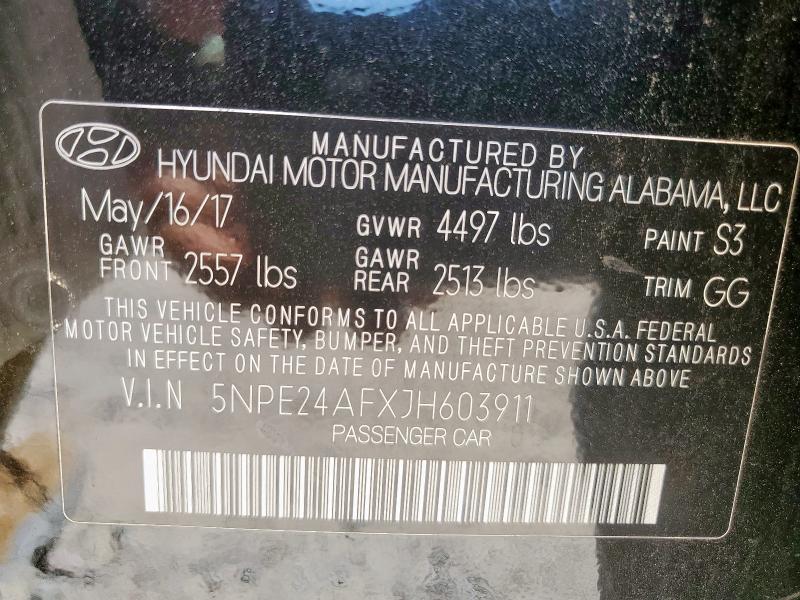 MANUFACTURED BY
HYUNDAI MOTOR MANUFACTURING ALABAMA, LLC
May/16/17 GVWR 4497 lbs PAINT S3
GAWR FRONT 2557 lbs GAWR REAR 2513 lbs TRIM GG
THIS VEHICLE CONFORMS TO ALL APPLICABLE U.S.A. FEDERAL
MOTOR VEHICLE SAFETY, BUMPER, AND THEFT PREVENTION STANDARDS
IN EFFECT ON THE DATE OF MANUFACTURE SHOWN ABOVE
V.I.N 5NPE24AFXJH603911
PASSENGER CAR